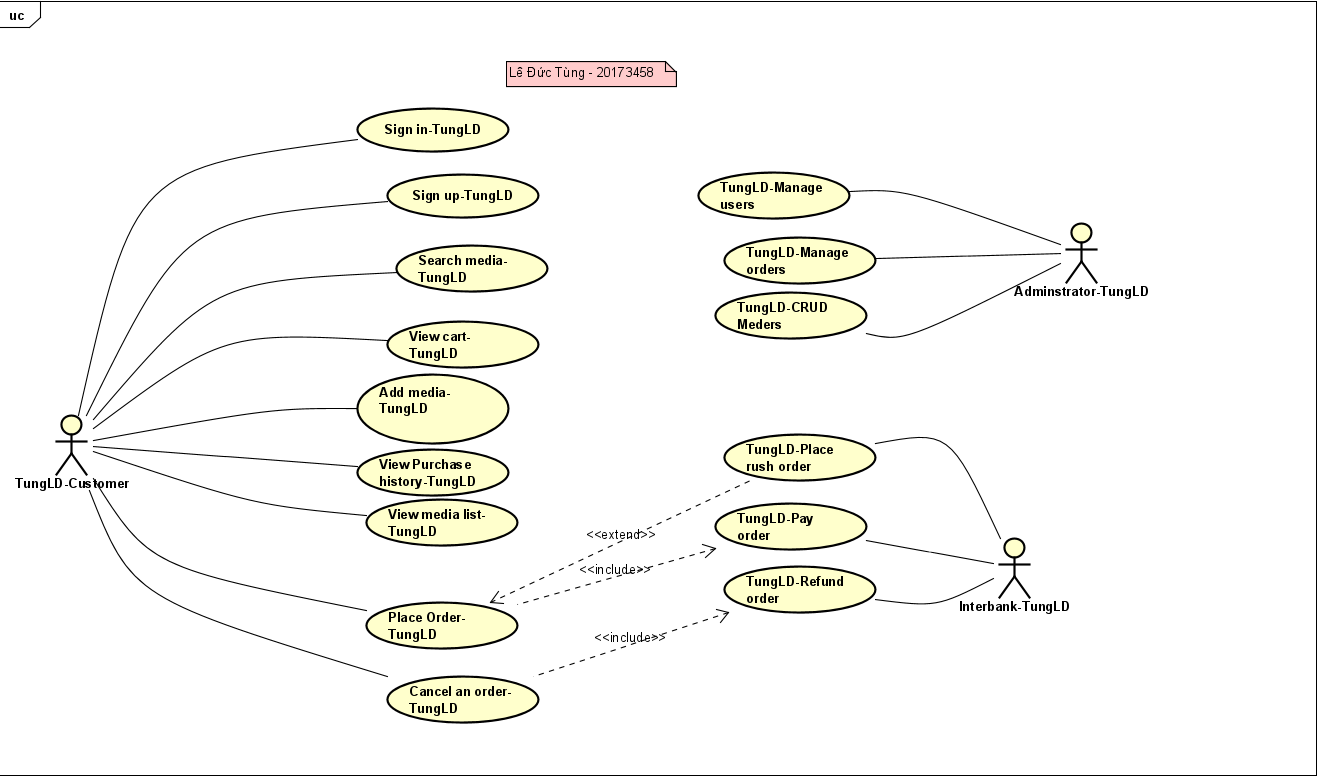 uc
Lê Đức Tùng - 20173458
Sign in-TungLD
Sign up-TungLD
Search media-
TungLD
View cart-
TungLD
Add media-
TungLD
View Purchase
history-TungLD
View media list-
TungLD
Place Order-
TungLD
Cancel an order-
TungLD
TungLD-Customer
<<extend>>
<<include>>
<<include>>
TungLD-Manage
users
TungLD-Manage
orders
TungLD-CRUD
Meders
Adminstrator-TungLD
TungLD-Place
rush order
TungLD-Pay
order
TungLD-Refund
order
Interbank-TungLD